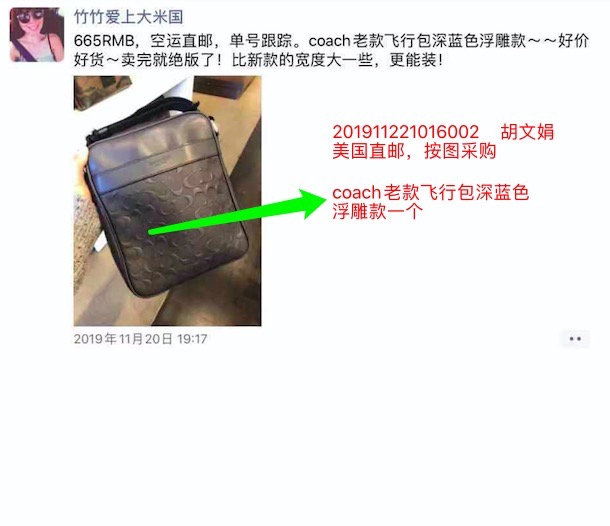 竹竹爱上大米国
665RMB，空运直邮，单号跟踪。coach老款飞行包深蓝色浮雕款～～好价
好货～卖完就绝版了！比新款的宽度大一些，更能装！
201911221016002 胡文娟
美国直邮，按图采购
coach老款飞行包深蓝色
浮雕款一个
2019年11月20日 19:17